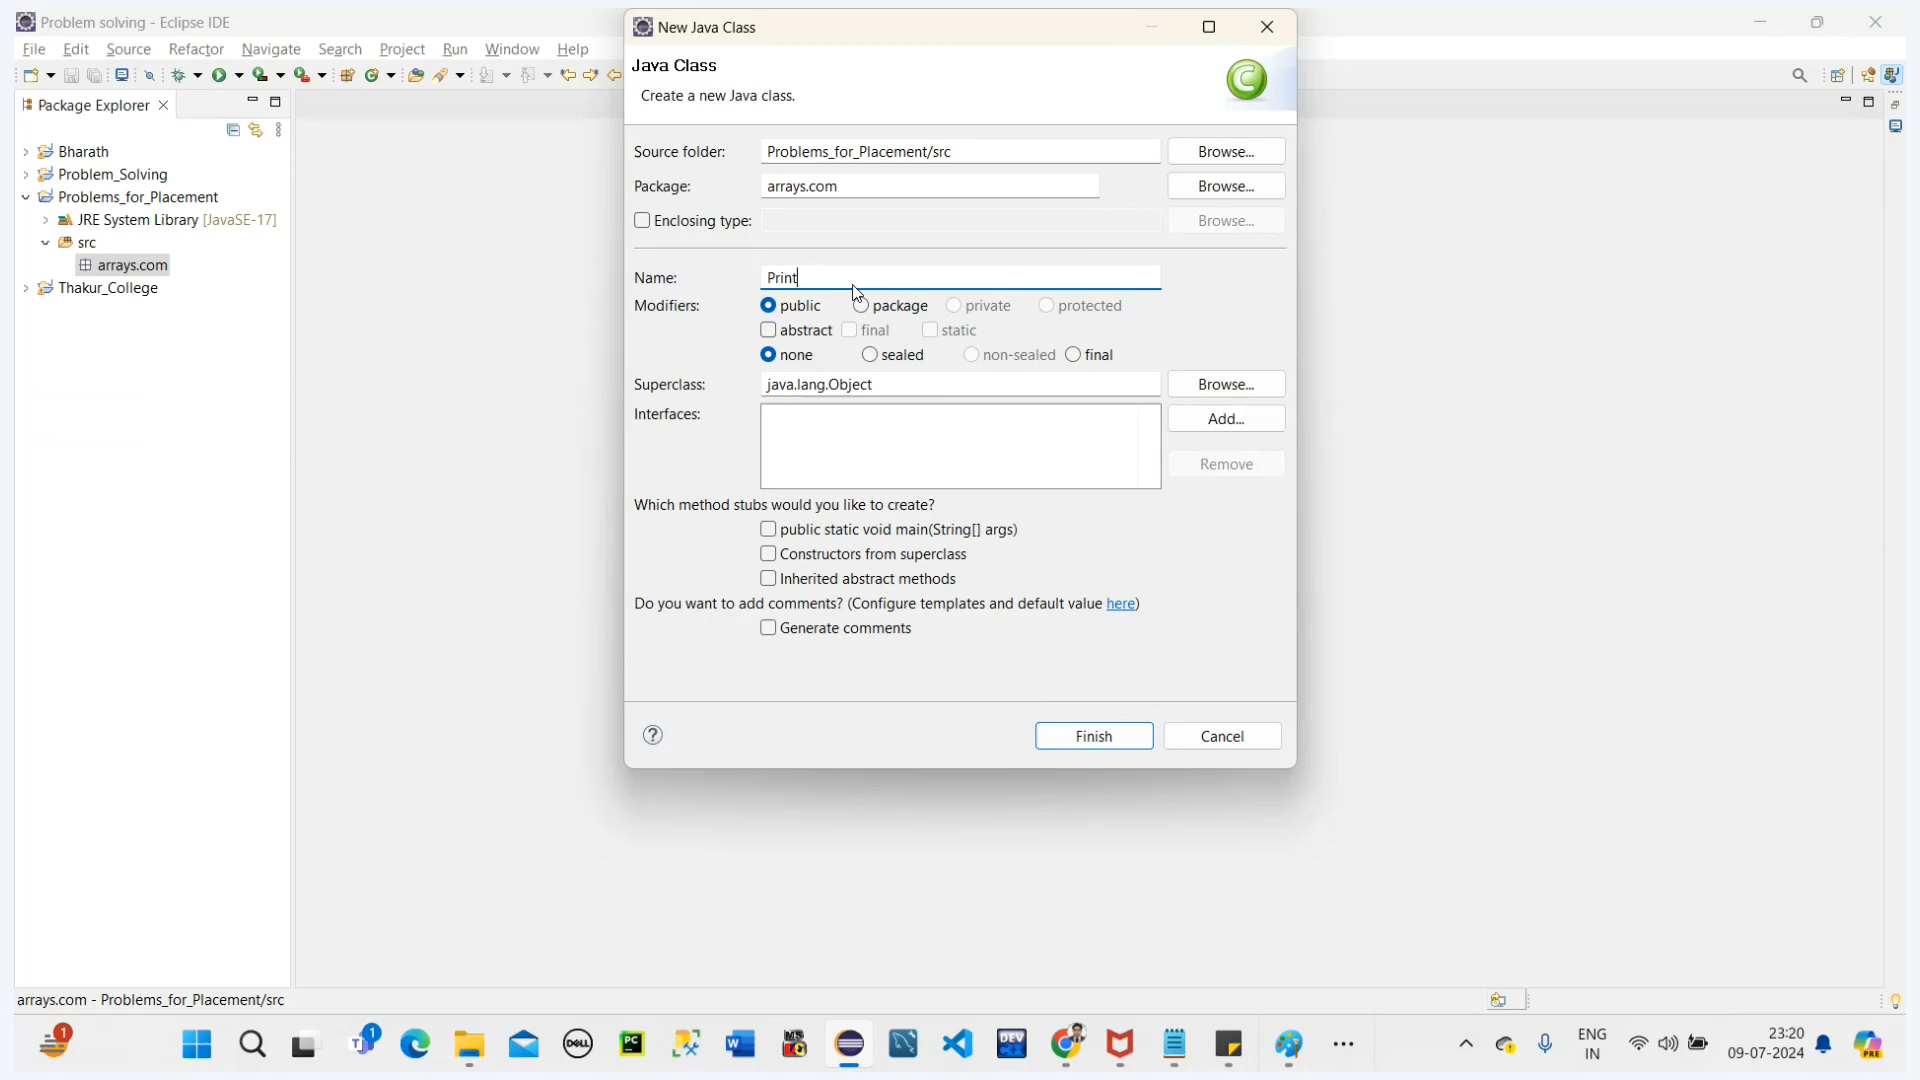 Problem solving - Eclipse IDE
File Edit Source Refactor Navigate Search Project Run Window Help
Package Explorer
Bharath
Problem_Solving
Problems_for_Placement
JRE System Library [JavaSE-17]
src
arrays.com
Thakur_College
New Java Class
Java Class
Create a new Java class.
Source folder: Problems_for_Placement/src Browse...
Package: arrays.com Browse...
Enclosing type: Browse...
Name: Print
Modifiers: public package private protected
abstract final static
none sealed non-sealed final
Superclass: java.lang.Object Browse...
Interfaces: Add...
Remove
Which method stubs would you like to create?
public static void main(String[] args)
Constructors from superclass
Inherited abstract methods
Do you want to add comments? (Configure templates and default value here)
Generate comments
? Finish Cancel
arrays.com - Problems_for_Placement/src
1
1
DELL
PC
W
DEV
ENG
IN
23:20
09-07-2024
PRE